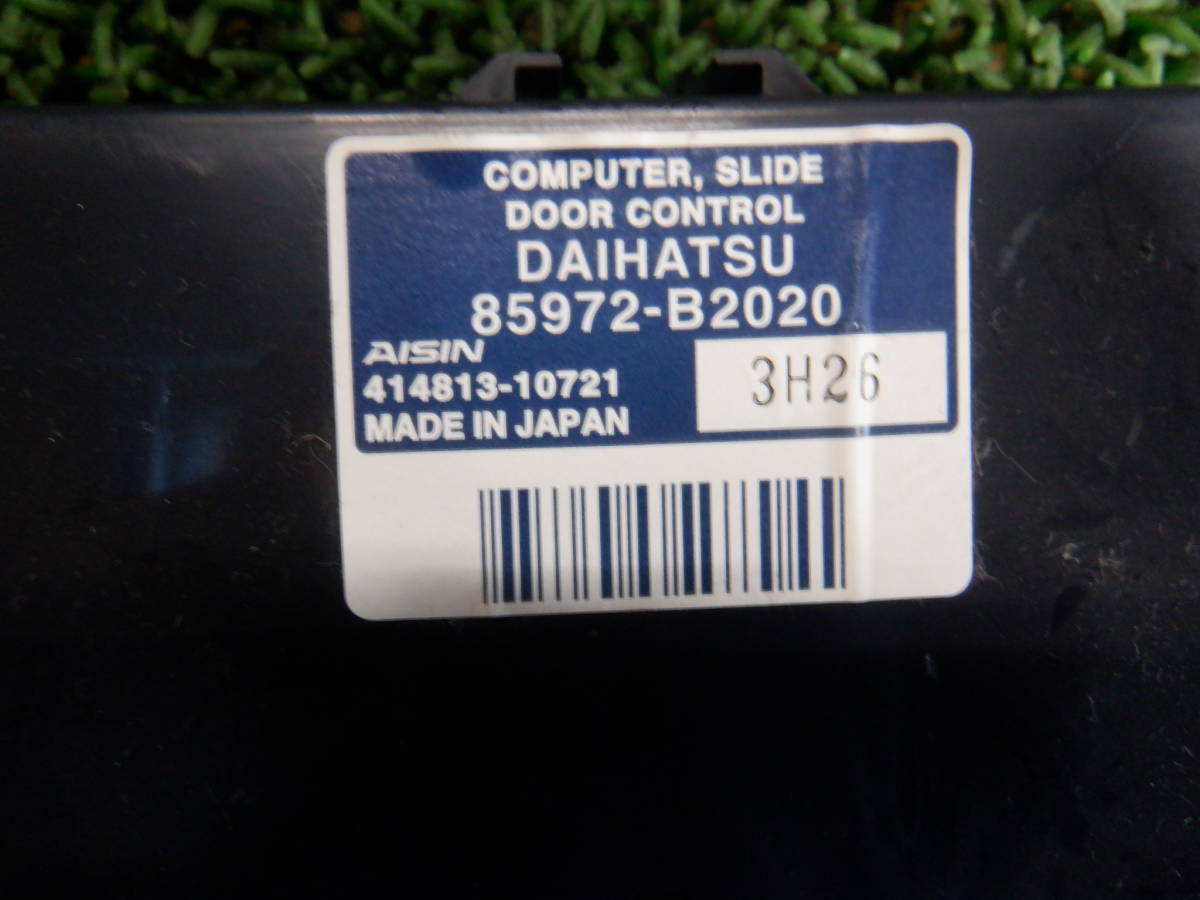 COMPUTER, SLIDE
DOOR CONTROL
DAIHATSU
85972-B2020
AISIN
414813-10721
3H26
MADE IN JAPAN